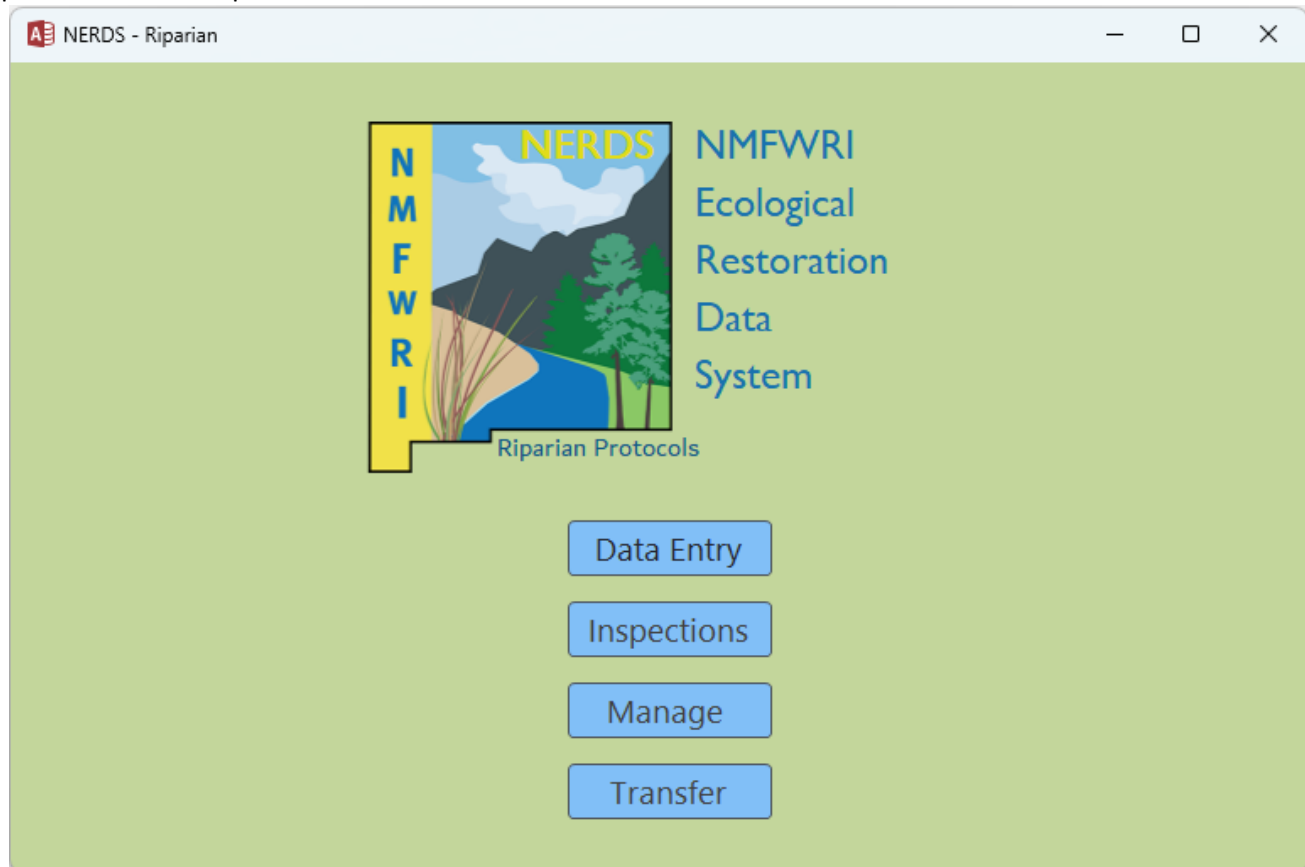 NERDS - Riparian
NERDS
N
M
F
W
R
I
NMFWRI
Ecological
Restoration
Data
System
Riparian Protocols
Data Entry
Inspections
Manage
Transfer